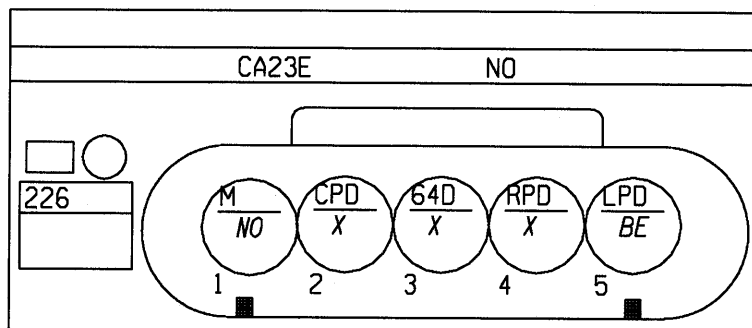 CA23E NO
226
M CPD 64D RPD LPD
NO X X X BE
1 2 3 4 5